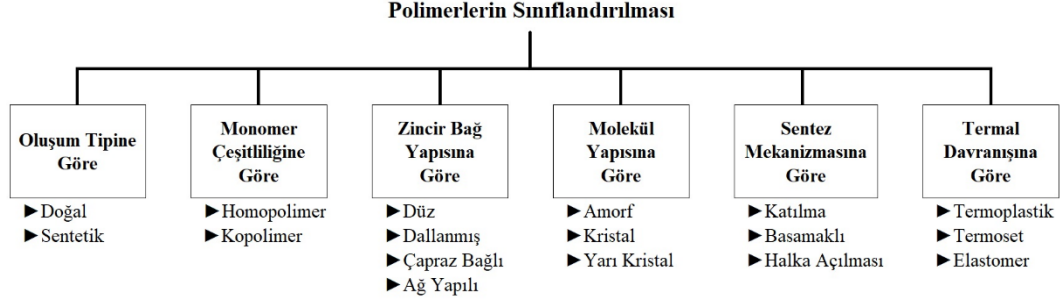 Polimerlerin Sınıflandırılması
Oluşum Tipine
Göre
►Doğal
►Sentetik
Monomer
Çeşitliliğine
Göre
►Homopolimer
►Kopolimer
Zincir Bağ
Yapısına
Göre
►Düz
►Dallanmış
►Çapraz Bağlı
►Ağ Yapılı
Molekül
Yapısına
Göre
►Amorf
►Kristal
►Yarı Kristal
Sentez
Mekanizmasına
Göre
►Katılma
►Basamaklı
►Halka Açılması
Termal
Davranışına
Göre
►Termoplastik
►Termoset
►Elastomer